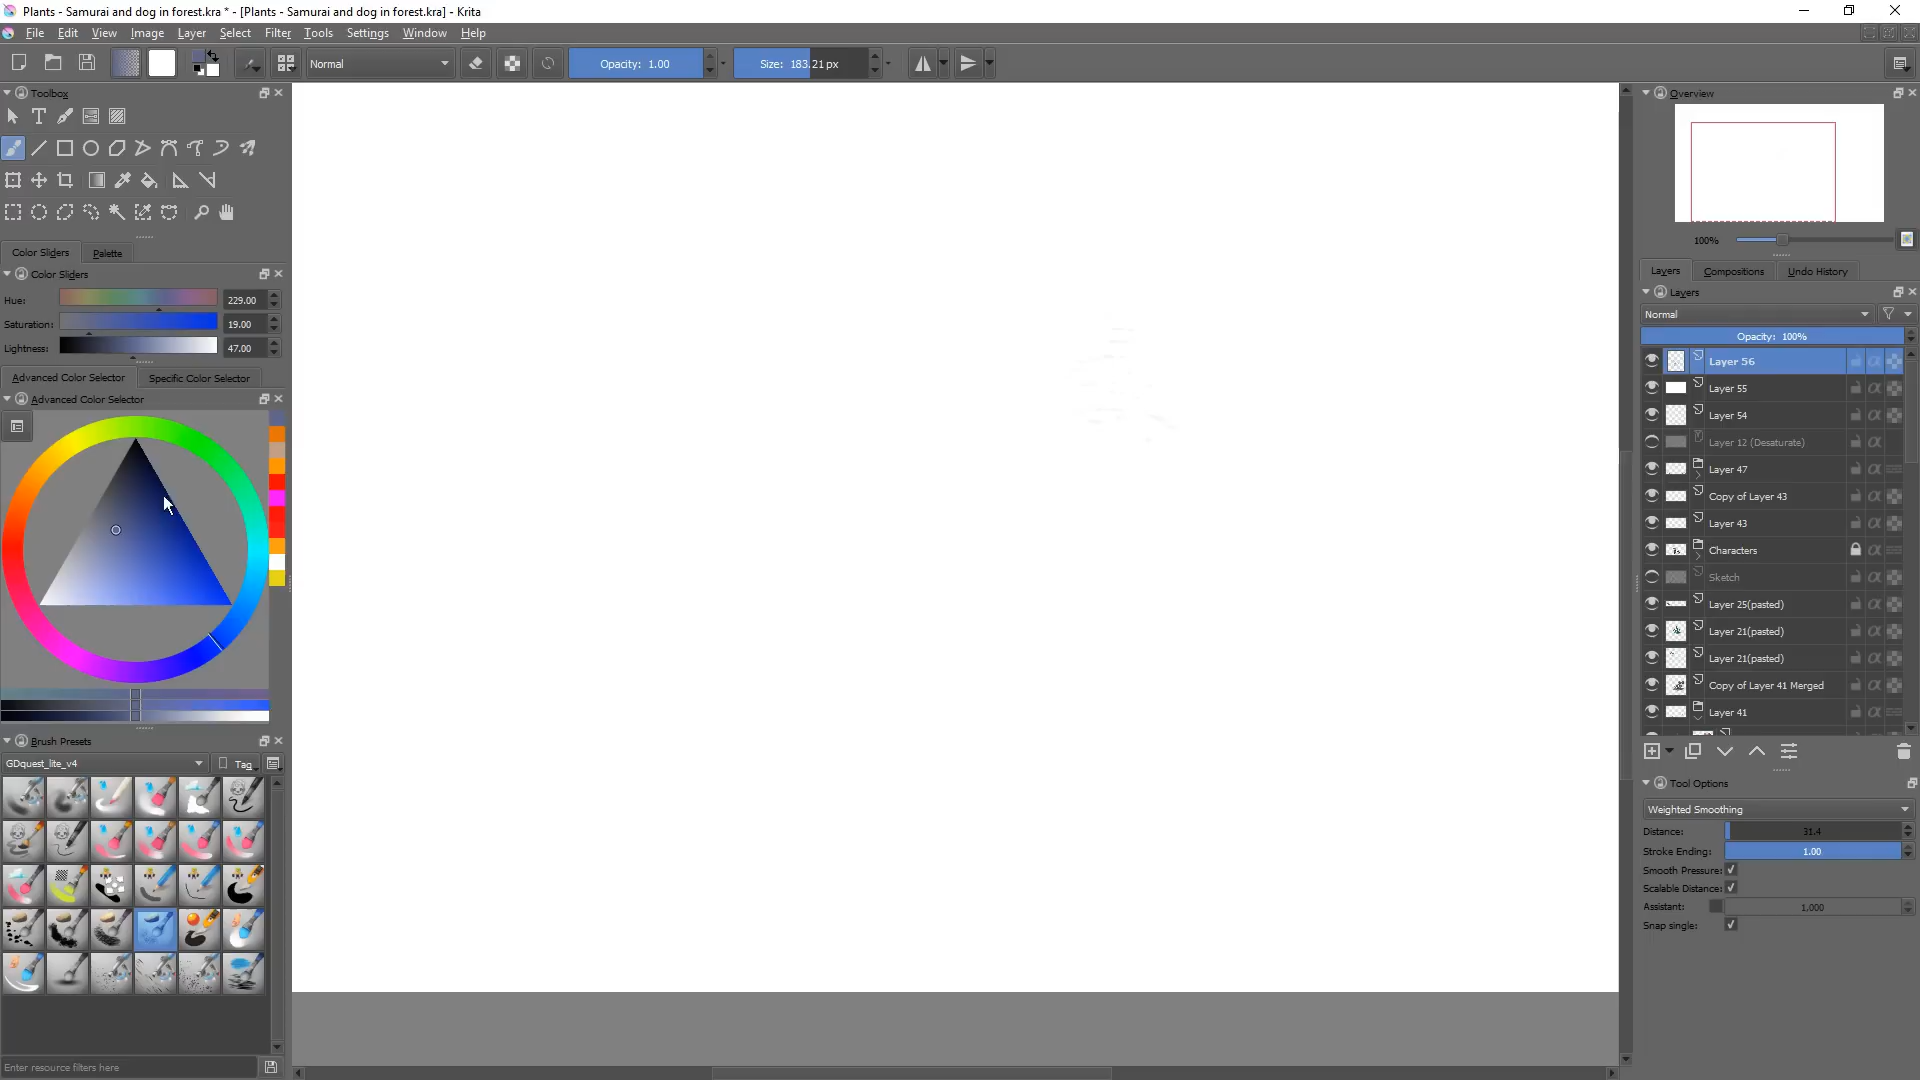 Plants - Samurai and dog in forest.kra * - [Plants - Samurai and dog in forest.kra] - Krita
File Edit View Image Layer Select Filter Tools Settings Window Help
Normal Opacity: 1.00 Size: 183.21 px
Toolbox
Color Sliders Palette
Color Sliders
Hue: 229.00
Saturation: 19.00
Lightness: 47.00
Advanced Color Selector Specific Color Selector
Advanced Color Selector
Brush Presets
GDquest_lite_v4 Tag
Enter resource filters here
Overview
100%
Layers Compositions Undo History
Layers
Normal
Opacity: 100%
Layer 56
Layer 55
Layer 54
Layer 12 (Desaturate)
Layer 47
Copy of Layer 43
Layer 43
Characters
Sketch
Layer 25(pasted)
Layer 21(pasted)
Layer 21(pasted)
Copy of Layer 41 Merged
Layer 41
Tool Options
Weighted Smoothing
Distance: 31.4
Stroke Ending: 1.00
Smooth Pressure:
Scalable Distance:
Assistant: 1,000
Snap single: